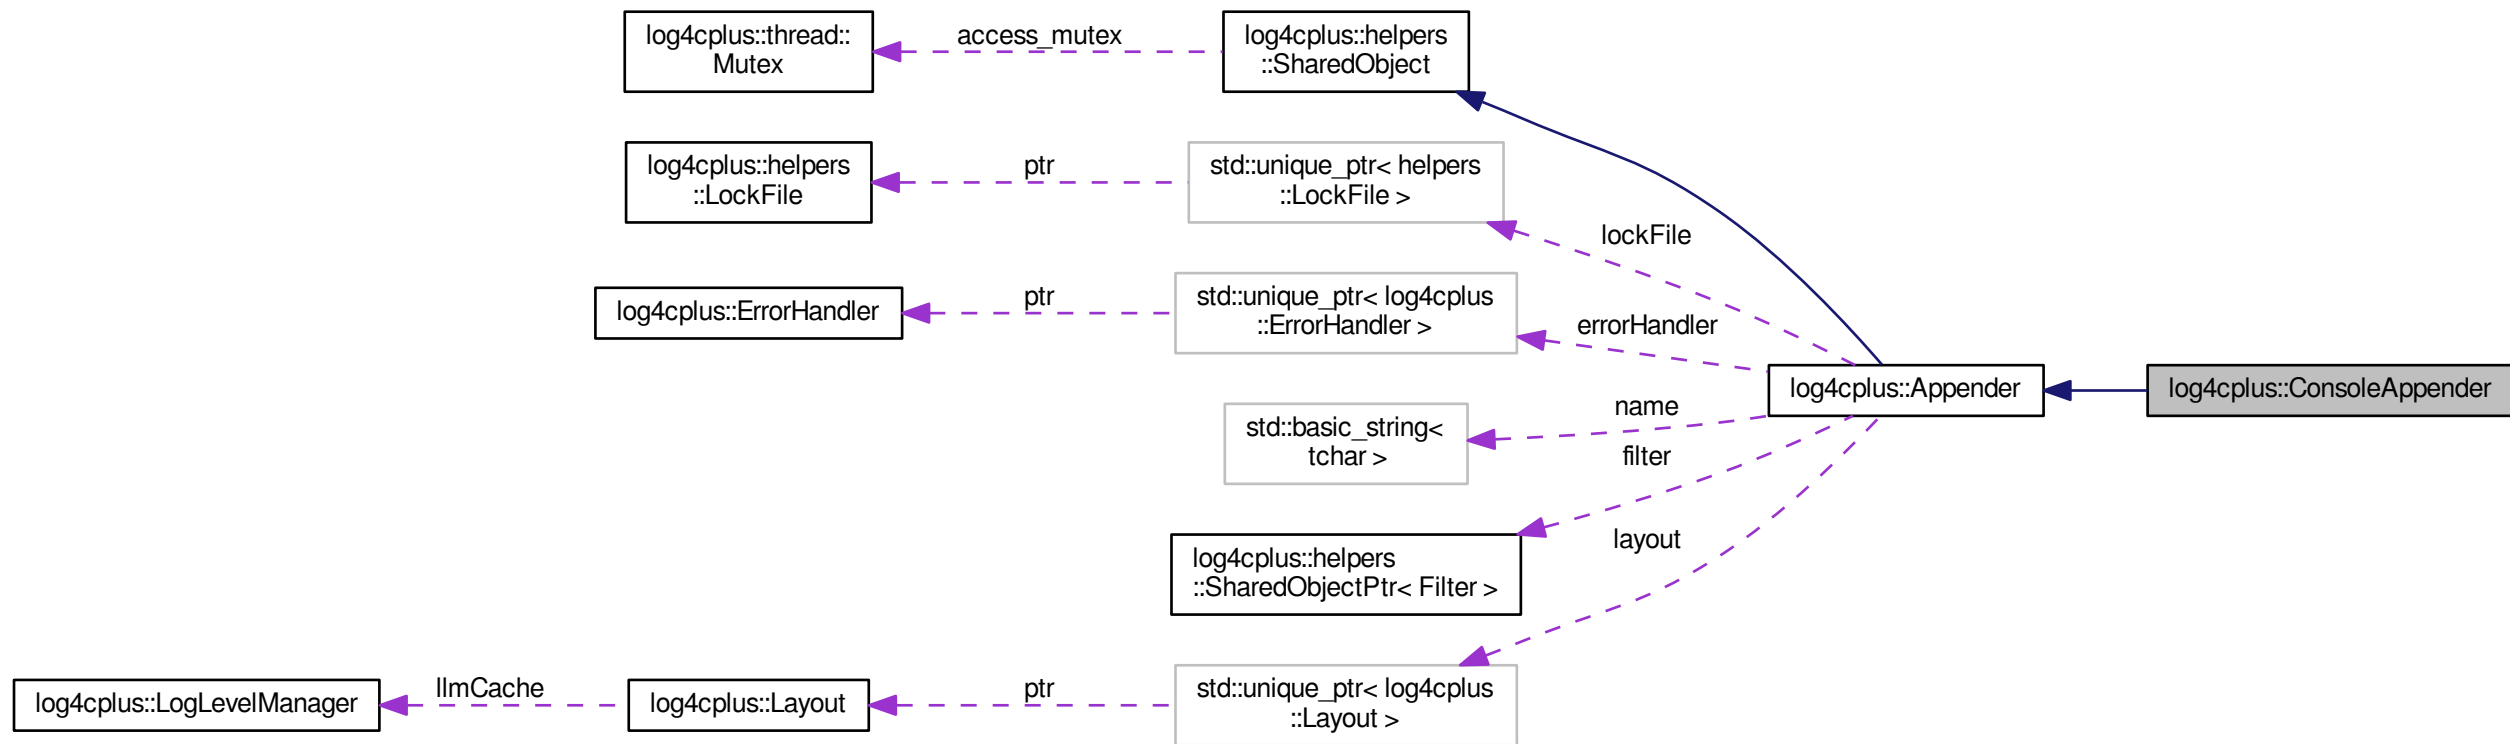 log4cplus::thread::
Mutex
access_mutex
log4cplus::helpers
::SharedObject
log4cplus::helpers
::LockFile
ptr
std::unique_ptr< helpers
::LockFile >
lockFile
log4cplus::ErrorHandler
ptr
std::unique_ptr< log4cplus
::ErrorHandler >
errorHandler
log4cplus::Appender
log4cplus::ConsoleAppender
name
std::basic_string<
tchar >
filter
log4cplus::helpers
::SharedObjectPtr< Filter >
layout
log4cplus::LogLevelManager
llmCache
log4cplus::Layout
ptr
std::unique_ptr< log4cplus
::Layout >